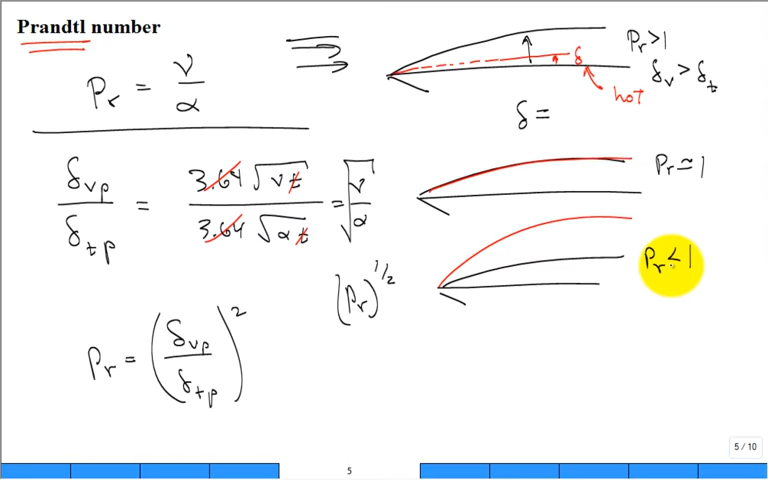 Prandtl number
Pr = ν/α
Pr > 1
δv > δt
δ
hot
δ =
δvp/δtp = 3.64 √νt / 3.64 √αt = √ν/α
Pr ≃ 1
(Pr)^1/2
Pr < 1
Pr = (δvp/δtp)^2
5 / 10
5